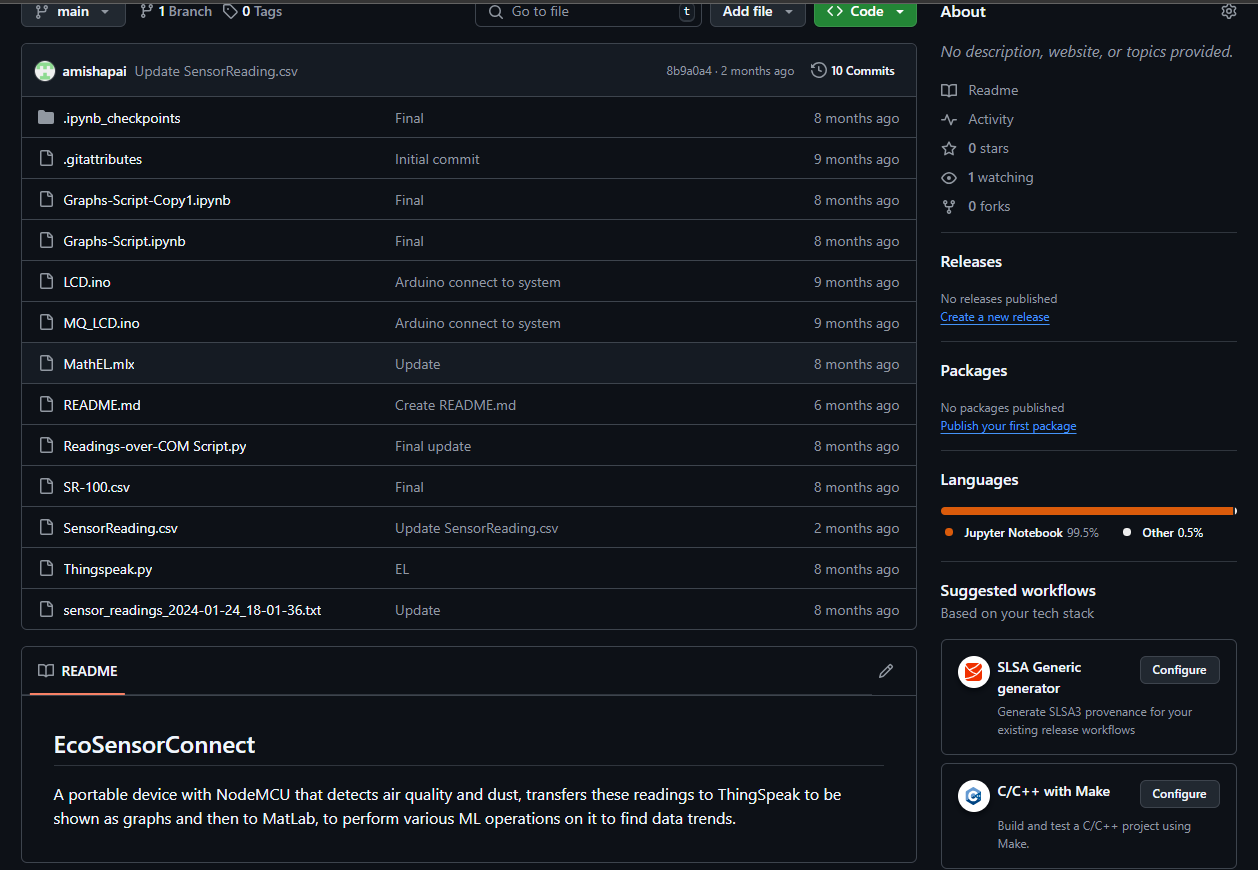 main 1 Branch 0 Tags Go to file t Add file Code
amishapai Update SensorReading.csv 8b9a0a4 · 2 months ago 10 Commits
.ipynb_checkpoints Final 8 months ago
.gitattributes Initial commit 9 months ago
Graphs-Script-Copy1.ipynb Final 8 months ago
Graphs-Script.ipynb Final 8 months ago
LCD.ino Arduino connect to system 9 months ago
MQ_LCD.ino Arduino connect to system 9 months ago
MathEL.mlx Update 8 months ago
README.md Create README.md 6 months ago
Readings-over-COM Script.py Final update 8 months ago
SR-100.csv Final 8 months ago
SensorReading.csv Update SensorReading.csv 2 months ago
Thingspeak.py EL 8 months ago
sensor_readings_2024-01-24_18-01-36.txt Update 8 months ago
README
EcoSensorConnect
A portable device with NodeMCU that detects air quality and dust, transfers these readings to ThingSpeak to be
shown as graphs and then to MatLab, to perform various ML operations on it to find data trends.
About
No description, website, or topics provided.
Readme
Activity
0 stars
1 watching
0 forks
Releases
No releases published
Create a new release
Packages
No packages published
Publish your first package
Languages
Jupyter Notebook 99.5% Other 0.5%
Suggested workflows
Based on your tech stack
SLSA Generic
generator
Configure
Generate SLSA3 provenance for your
existing release workflows
C/C++ with Make
Configure
Build and test a C/C++ project using
Make.